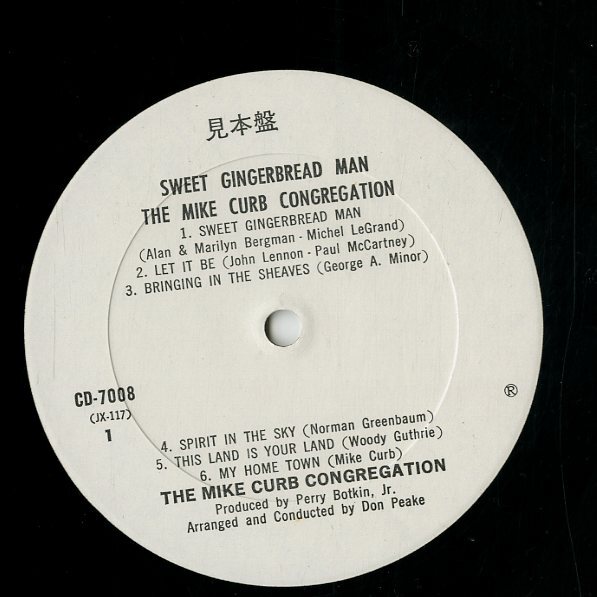 見本盤
SWEET GINGERBREAD MAN
THE MIKE CURB CONGREGATION
1. SWEET GINGERBREAD MAN
(Alan & Marilyn Bergman - Michel LeGrand)
2. LET IT BE (John Lennon - Paul McCartney)
3. BRINGING IN THE SHEAVES (George A. Minor)
CD-7008
(JX-117)
1
®
4. SPIRIT IN THE SKY (Norman Greenbaum)
5. THIS LAND IS YOUR LAND (Woody Guthrie)
6. MY HOME TOWN (Mike Curb)
THE MIKE CURB CONGREGATION
Produced by Perry Botkin, Jr.
Arranged and Conducted by Don Peake